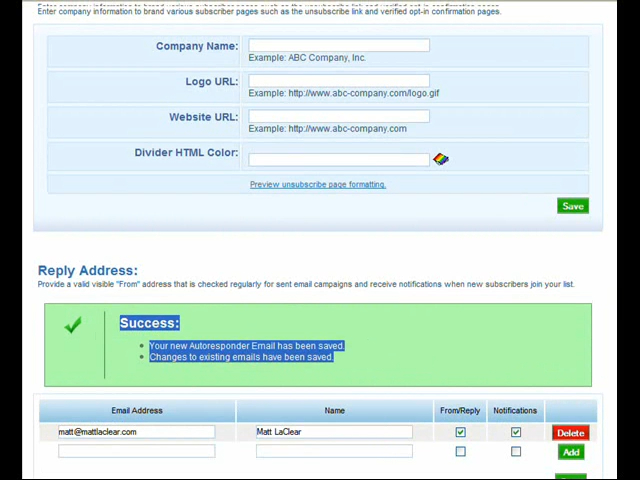 Enter company information to brand various subscriber pages such as the unsubscribe link and verified opt-in confirmation pages.
Company Name:
Example: ABC Company, Inc.
Logo URL:
Example: http://www.abc-company.com/logo.gif
Website URL:
Example: http://www.abc-company.com
Divider HTML Color:
Preview unsubscribe page formatting.
Save
Reply Address:
Provide a valid visible "From" address that is checked regularly for sent email campaigns and receive notifications when new subscribers join your list.
Success:
Your new Autoresponder Email has been saved.
Changes to existing emails have been saved.
Email Address Name From/Reply Notifications
matt@mattlaclear.com Matt LaClear Delete
Add